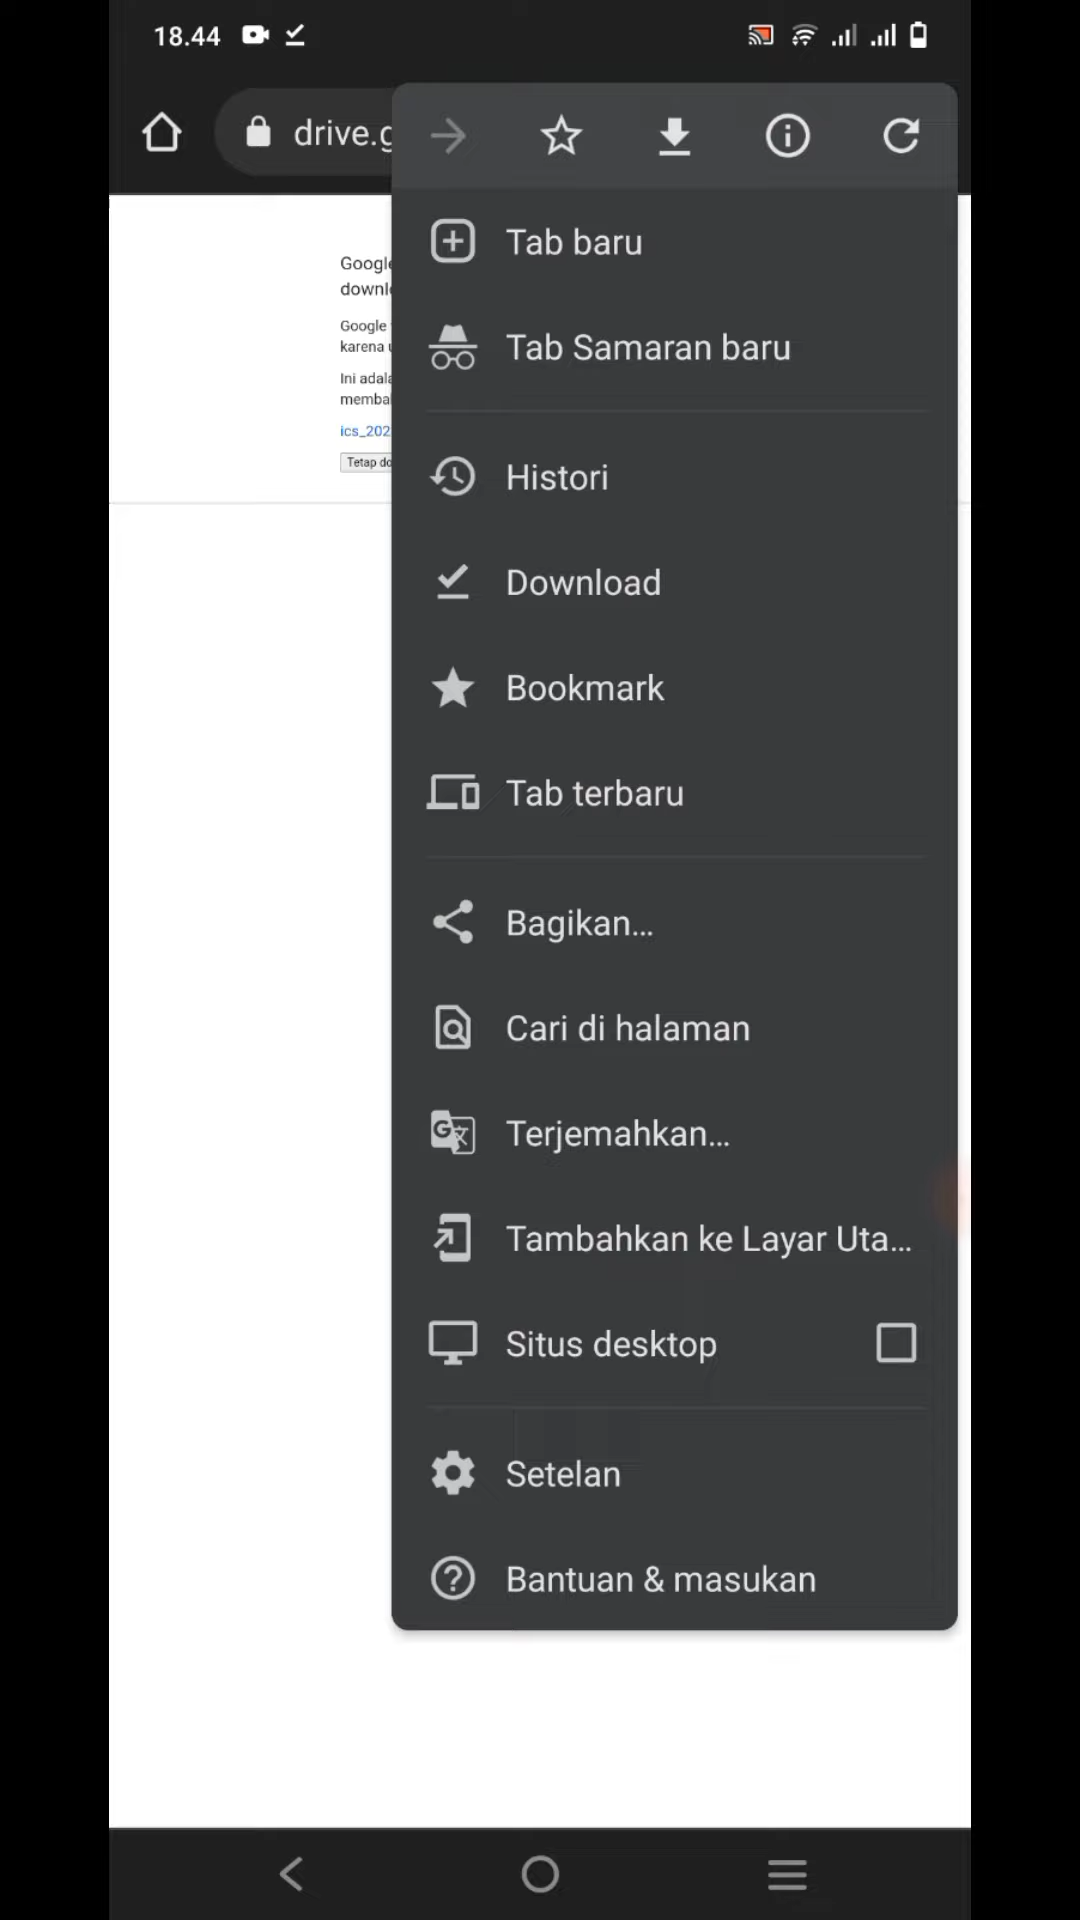 18.44
drive.g
Tab baru
Tab Samaran baru
Histori
Download
Bookmark
Tab terbaru
Bagikan...
Cari di halaman
Terjemahkan...
Tambahkan ke Layar Uta...
Situs desktop
Setelan
Bantuan & masukan
Google
downl
Google
karena
Ini adala
memba
ics_202
Tetap do